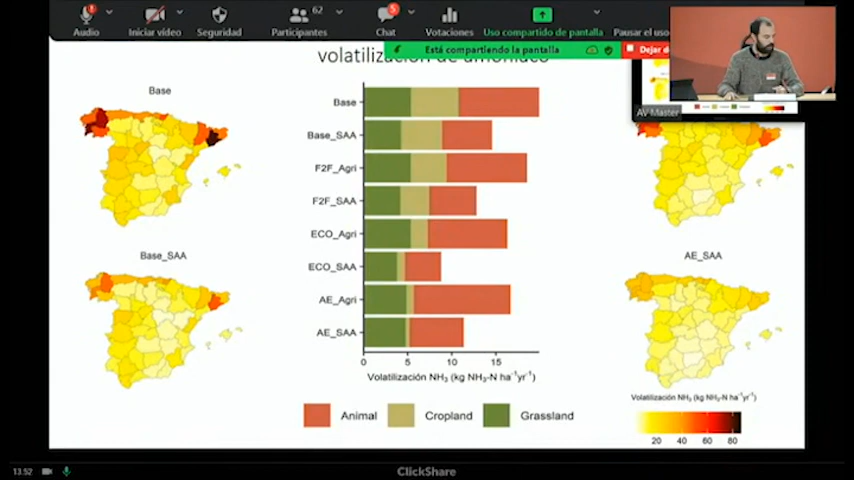 Audio
Iniciar vídeo
Seguridad
62
Participantes
5
Chat
Votaciones
Uso compartido de pantalla
Pausar el uso
Está compartiendo la pantalla
Dejar d
volatilización de amoníaco
AV-Master
Base
Base_SAA
Base
Base_SAA
F2F_Agri
F2F_SAA
ECO_Agri
ECO_SAA
AE_Agri
AE_SAA
0 5 10 15
Volatilización NH₃ (kg NH₃-N ha⁻¹yr⁻¹)
Animal
Cropland
Grassland
AE_SAA
Volatilización NH₃ (kg NH₃-N ha⁻¹yr⁻¹)
20 40 60 80
13:52
ClickShare